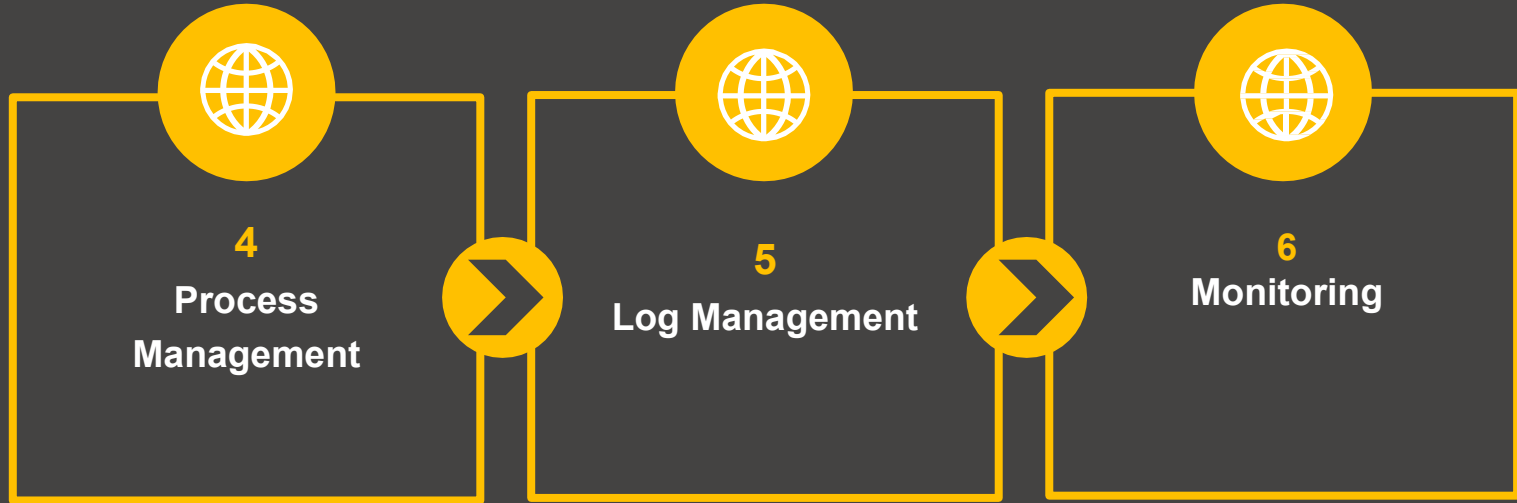 4
Process
Management
5
Log Management
6
Monitoring